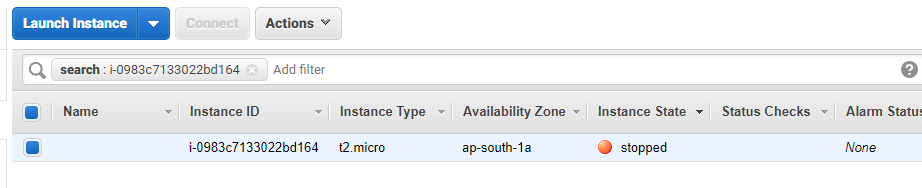 Launch Instance Connect Actions
search : i-0983c7133022bd164 Add filter
Name Instance ID Instance Type Availability Zone Instance State Status Checks Alarm Status
i-0983c7133022bd164 t2.micro ap-south-1a stopped None